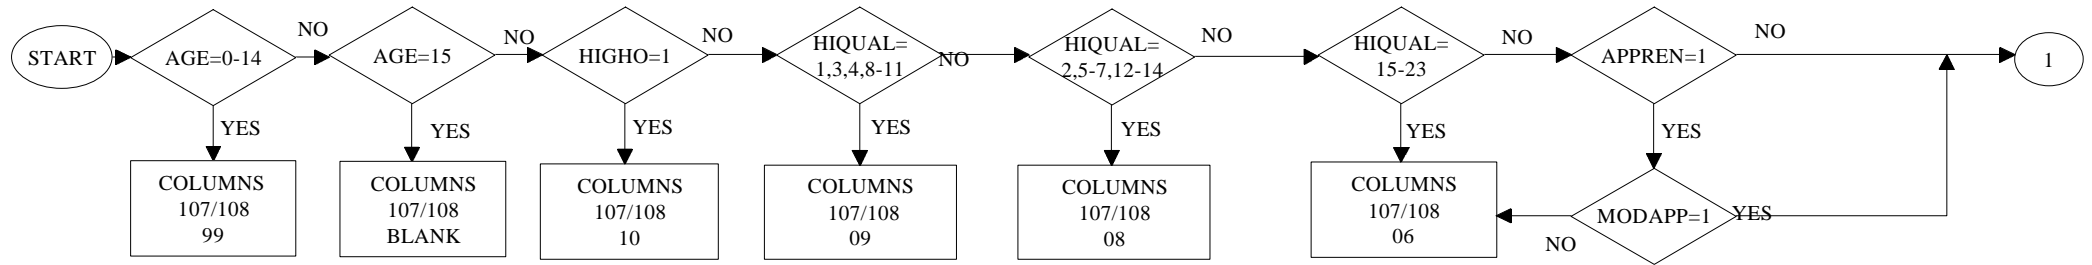 START
AGE=0-14
NO
YES
COLUMNS
107/108
99
AGE=15
NO
YES
COLUMNS
107/108
BLANK
HIGHO=1
NO
YES
COLUMNS
107/108
10
HIQUAL=
1,3,4,8-11
NO
YES
COLUMNS
107/108
09
HIQUAL=
2,5-7,12-14
NO
YES
COLUMNS
107/108
08
HIQUAL=
15-23
NO
YES
COLUMNS
107/108
06
APPREN=1
NO
YES
MODAPP=1
YES
NO
1